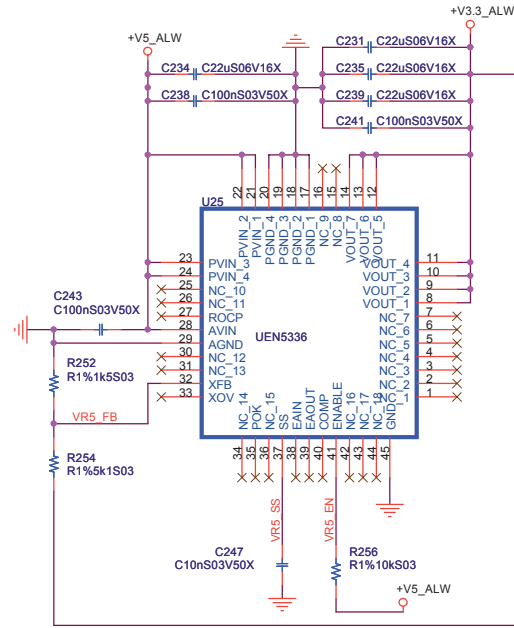 +V5_ALW
+V3.3_ALW
C231 C22uS06V16X
C234 C22uS06V16X
C235 C22uS06V16X
C238 C100nS03V50X
C239 C22uS06V16X
C241 C100nS03V50X
U25
22 21 20 19 18 17 16 15 14 13 12
PVIN_2 PVIN_1 PGND_4 PGND_3 PGND_2 PGND_1 NC_9 NC_8 VOUT_7 VOUT_6 VOUT_5
23 PVIN_3 VOUT_4 11
24 PVIN_4 VOUT_3 10
25 NC_10 VOUT_2 9
26 NC_11 VOUT_1 8
27 ROCP NC_7 7
28 AVIN NC_6 6
29 AGND NC_5 5
30 NC_12 NC_4 4
31 NC_13 NC_3 3
32 XFB NC_2 2
33 XOV NC_1 1
UEN5336
C243
C100nS03V50X
R252
R1%1k5S03
VR5_FB
R254
R1%5k1S03
NC_14 POK NC_15 SS EAIN EAOUT COMP ENABLE NC_16 NC_17 NC_18 GND
34 35 36 37 38 39 40 41 42 43 44 45
VR5_SS
VR5_EN
C247
C10nS03V50X
R256
R1%10kS03
+V5_ALW